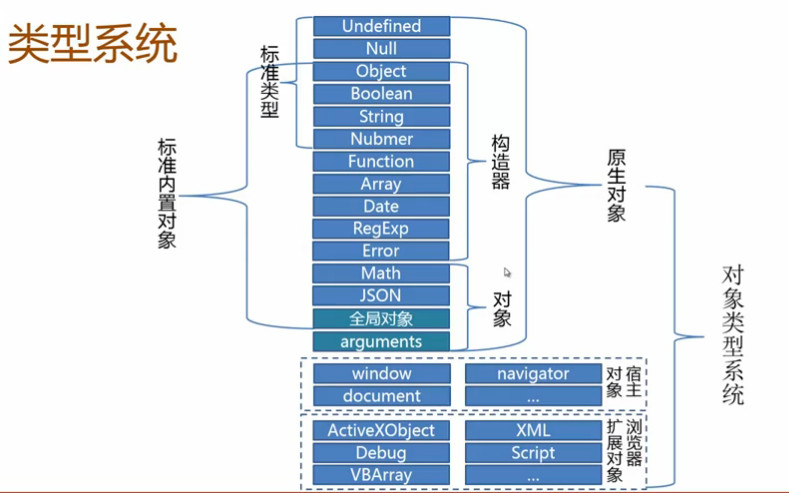 类型系统
标准类型
标准内置对象
Undefined
Null
Object
Boolean
String
Nubmer
Function
Array
Date
RegExp
Error
Math
JSON
全局对象
arguments
构造器
对象
原生对象
对象类型系统
window
navigator
document
...
宿主对象
ActiveXObject
XML
Debug
Script
VBArray
...
浏览器扩展对象